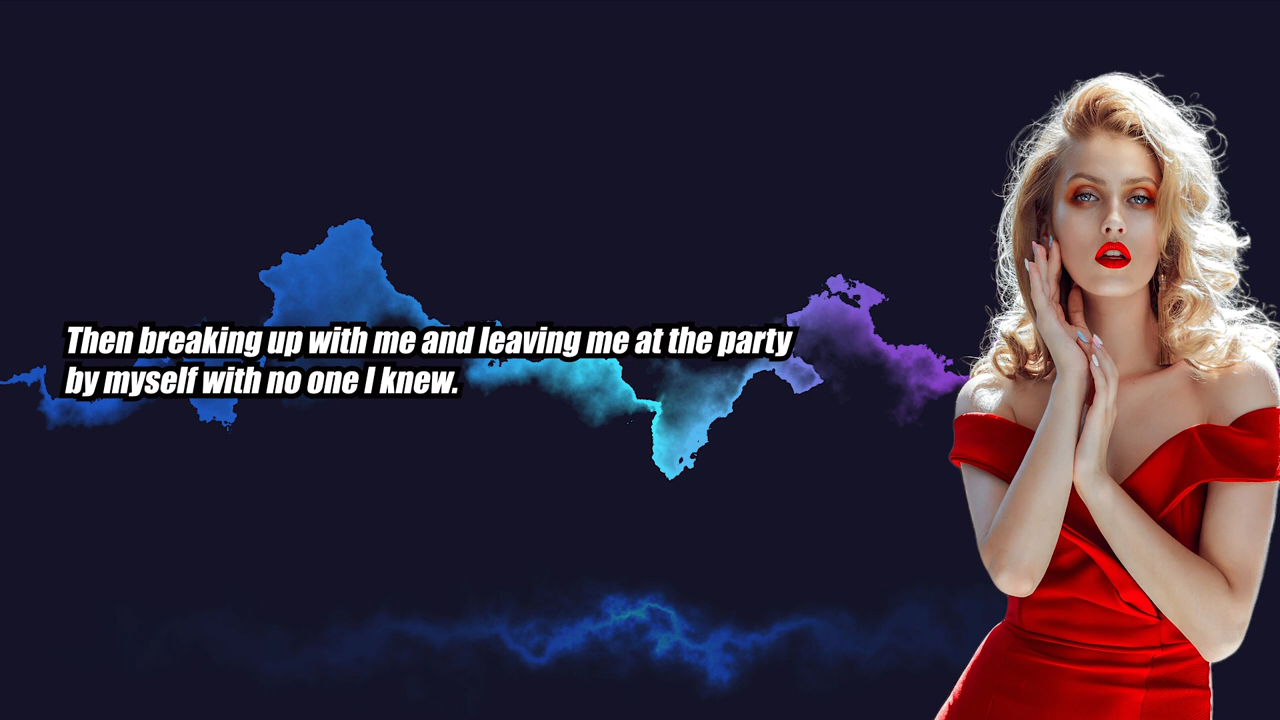 Then breaking up with me and leaving me at the party
by myself with no one I knew.